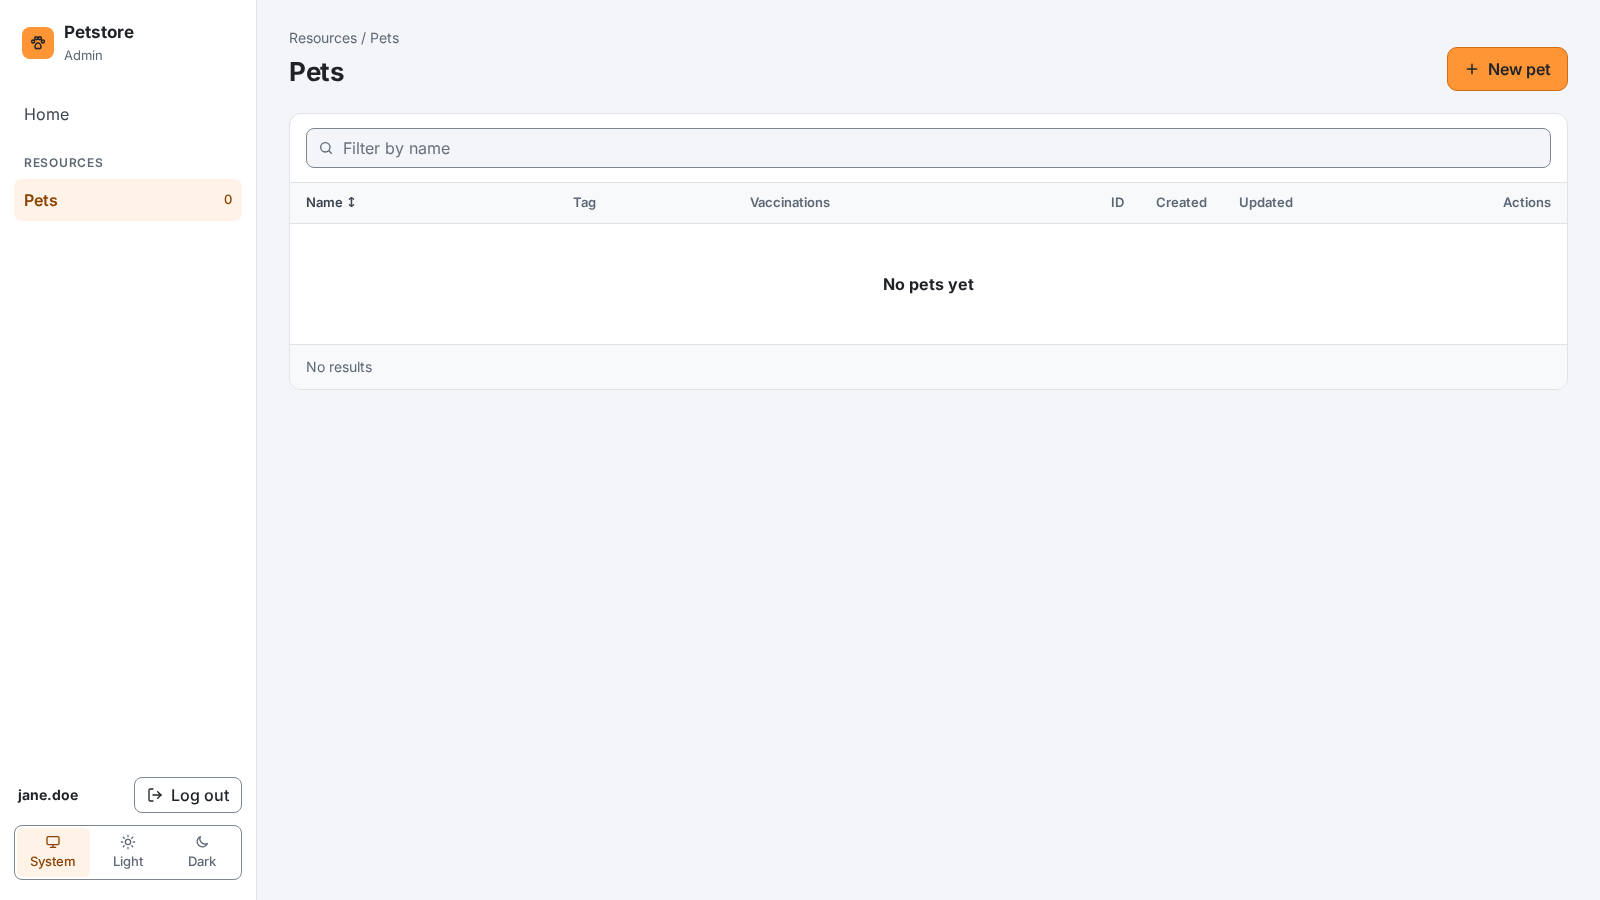 Petstore
Admin
Home
RESOURCES
Pets 0
jane.doe
Log out
System Light Dark
Resources / Pets
Pets
New pet
Filter by name
Name Tag Vaccinations ID Created Updated Actions
No pets yet
No results